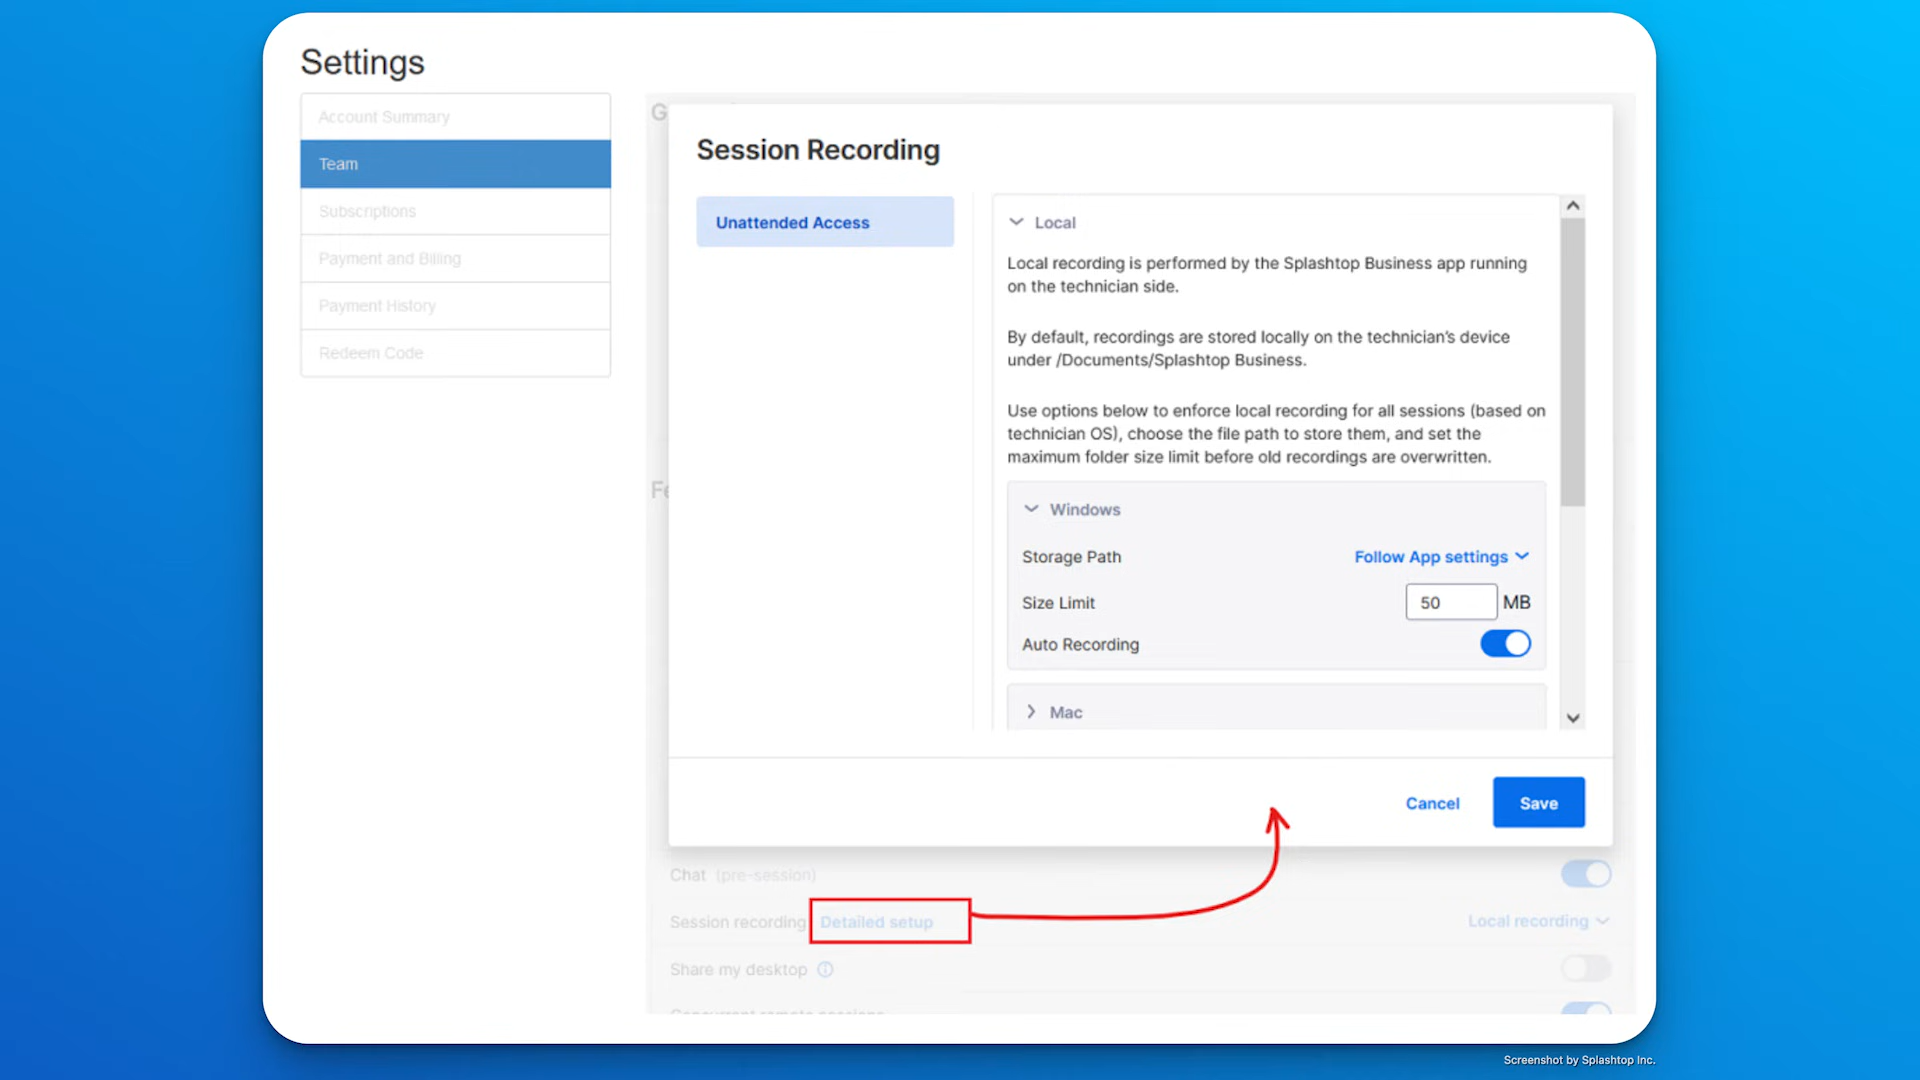 Settings
Account Summary
Team
Subscriptions
Payment and Billing
Payment History
Redeem Code
G
Session Recording
Unattended Access
Local
Local recording is performed by the Splashtop Business app running
on the technician side.
By default, recordings are stored locally on the technician's device
under /Documents/Splashtop Business.
Use options below to enforce local recording for all sessions (based on
technician OS), choose the file path to store them, and set the
maximum folder size limit before old recordings are overwritten.
Fe
Windows
Storage Path Follow App settings
Size Limit 50 MB
Auto Recording
Mac
Cancel Save
Chat (pre-session)
Session recording Detailed setup Local recording
Share my desktop
Concurrent remote sessions
Screenshot by Splashtop Inc.